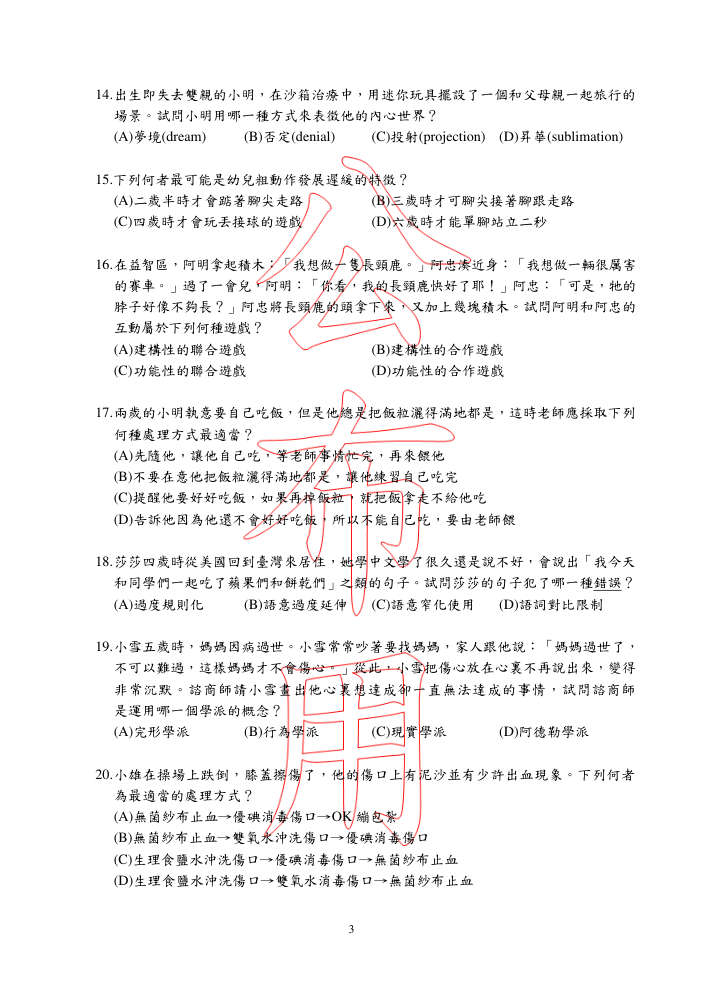 14.出生即失去雙親的小明，在沙箱治療中，用迷你玩具擺設了一個和父母親一起旅行的
場景。試問小明用哪一種方式來表徵他的內心世界？
(A)夢境(dream) (B)否定(denial) (C)投射(projection) (D)昇華(sublimation)
15.下列何者最可能是幼兒粗動作發展遲緩的特徵？
(A)二歲半時才會踮著腳尖走路 (B)三歲時才可腳尖接著腳跟走路
(C)四歲時才會玩丟接球的遊戲 (D)六歲時才能單腳站立二秒
16.在益智區，阿明拿起積木：「我想做一隻長頸鹿。」阿忠湊近身：「我想做一輛很厲害
的賽車。」過了一會兒，阿明：「你看，我的長頸鹿快好了耶！」阿忠：「可是，牠的
脖子好像不夠長？」阿忠將長頸鹿的頭拿下來，又加上幾塊積木。試問阿明和阿忠的
互動屬於下列何種遊戲？
(A)建構性的聯合遊戲 (B)建構性的合作遊戲
(C)功能性的聯合遊戲 (D)功能性的合作遊戲
17.兩歲的小明執意要自己吃飯，但是他總是把飯粒灑得滿地都是，這時老師應採取下列
何種處理方式最適當？
(A)先隨他，讓他自己吃，等老師事情忙完，再來餵他
(B)不要在意他把飯粒灑得滿地都是，讓他練習自己吃完
(C)提醒他要好好吃飯，如果再掉飯粒，就把飯拿走不給他吃
(D)告訴他因為他還不會好好吃飯，所以不能自己吃，要由老師餵
18.莎莎四歲時從美國回到臺灣來居住，她學中文學了很久還是說不好，會說出「我今天
和同學們一起吃了蘋果們和餅乾們」之類的句子。試問莎莎的句子犯了哪一種錯誤？
(A)過度規則化 (B)語意過度延伸 (C)語意窄化使用 (D)語詞對比限制
19.小雪五歲時，媽媽因病過世。小雪常常吵著要找媽媽，家人跟他說：「媽媽過世了，
不可以難過，這樣媽媽才不會傷心。」從此，小雪把傷心放在心裏不再說出來，變得
非常沉默。諮商師請小雪畫出他心裏想達成卻一直無法達成的事情，試問諮商師
是運用哪一個學派的概念？
(A)完形學派 (B)行為學派 (C)現實學派 (D)阿德勒學派
20.小雄在操場上跌倒，膝蓋擦傷了，他的傷口上有泥沙並有少許出血現象。下列何者
為最適當的處理方式？
(A)無菌紗布止血→優碘消毒傷口→OK 繃包紮
(B)無菌紗布止血→雙氧水沖洗傷口→優碘消毒傷口
(C)生理食鹽水沖洗傷口→優碘消毒傷口→無菌紗布止血
(D)生理食鹽水沖洗傷口→雙氧水消毒傷口→無菌紗布止血
3
公布用